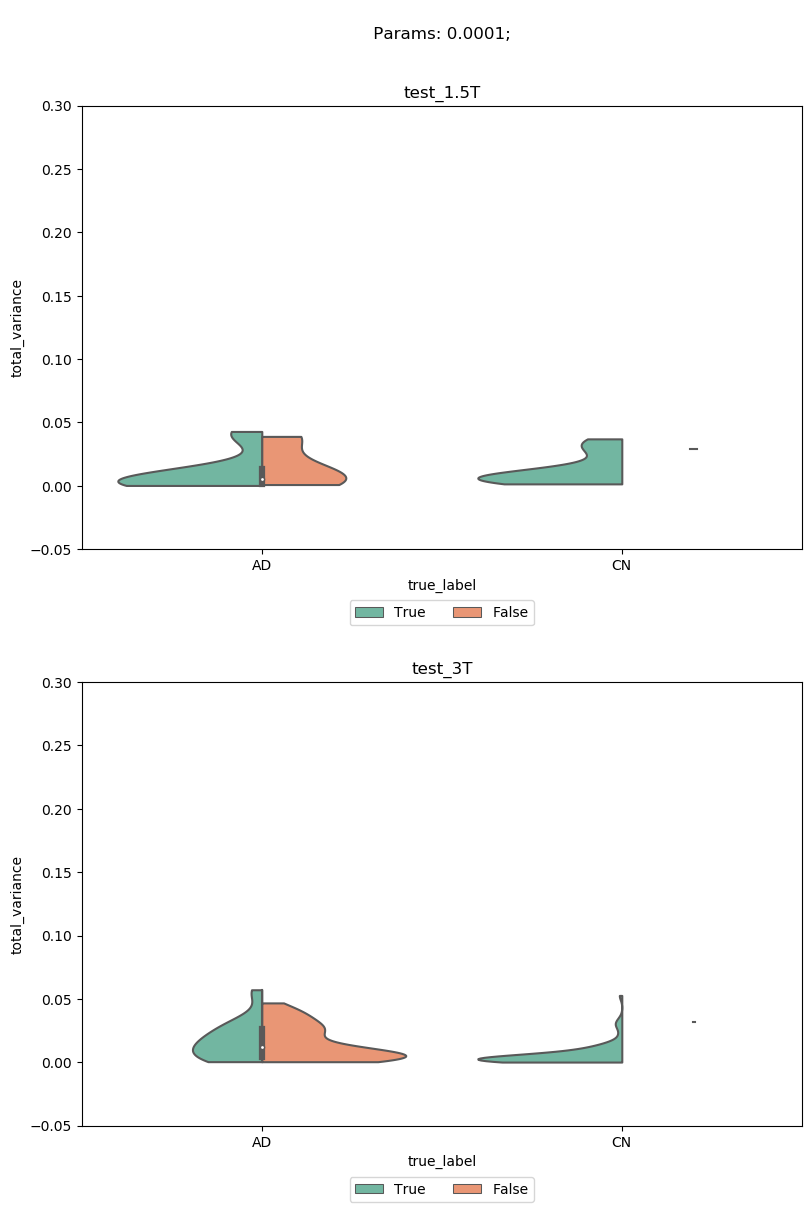 Params: 0.0001;
test_1.5T
0.30
0.25
0.20
0.15
0.10
0.05
0.00
−0.05
total_variance
AD CN
true_label
True False
test_3T
0.30
0.25
0.20
0.15
0.10
0.05
0.00
−0.05
total_variance
AD CN
true_label
True False